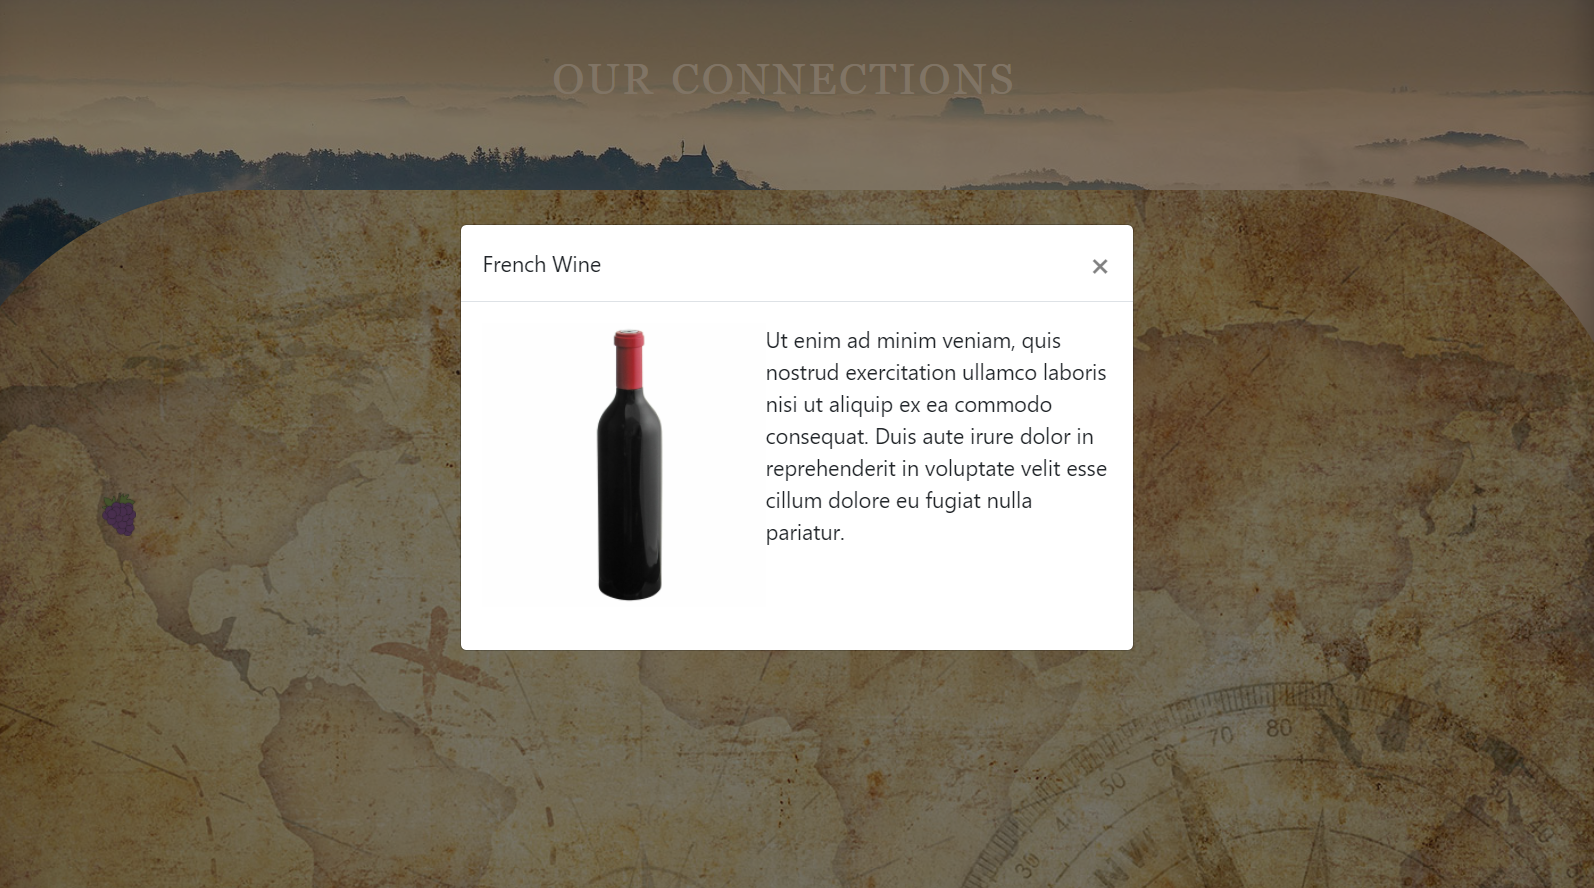 OUR CONNECTIONS
French Wine
×
Ut enim ad minim veniam, quis
nostrud exercitation ullamco laboris
nisi ut aliquip ex ea commodo
consequat. Duis aute irure dolor in
reprehenderit in voluptate velit esse
cillum dolore eu fugiat nulla
pariatur.
80
70
60
50
40
30
40